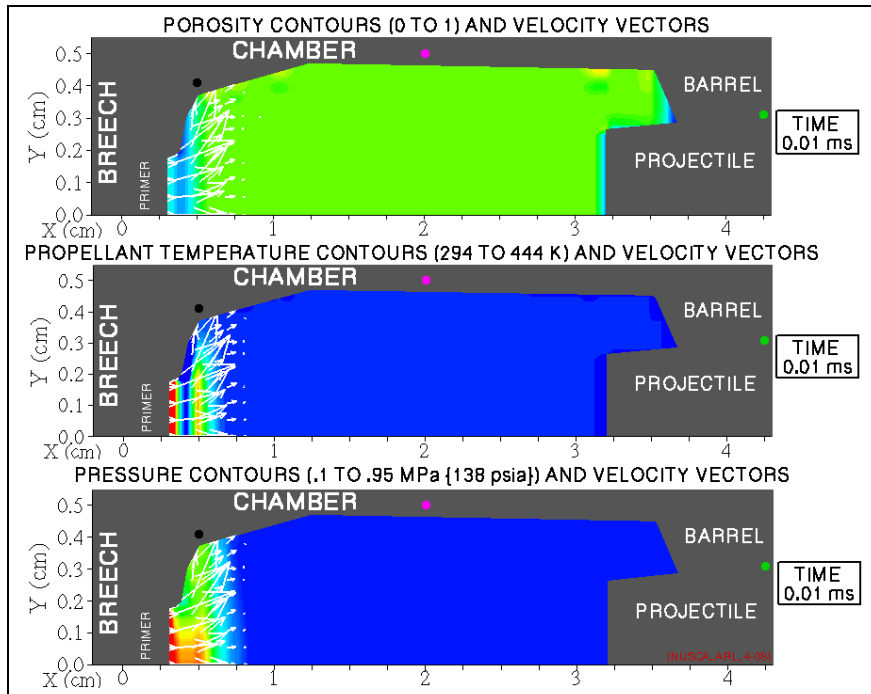 POROSITY CONTOURS (0 TO 1) AND VELOCITY VECTORS
CHAMBER
BREECH
PRIMER
BARREL
PROJECTILE
TIME
0.01 ms
Y (cm)
0.5
0.4
0.3
0.2
0.1
0.0
X (cm) 0 1 2 3 4
PROPELLANT TEMPERATURE CONTOURS (294 TO 444 K) AND VELOCITY VECTORS
CHAMBER
BREECH
PRIMER
BARREL
PROJECTILE
TIME
0.01 ms
Y (cm)
0.5
0.4
0.3
0.2
0.1
0.0
X (cm) 0 1 2 3 4
PRESSURE CONTOURS (.1 TO .95 MPa {138 psia}) AND VELOCITY VECTORS
CHAMBER
BREECH
PRIMER
BARREL
PROJECTILE
TIME
0.01 ms
Y (cm)
0.5
0.4
0.3
0.2
0.1
0.0
(NUSCA, ARL, 4-06)
X (cm) 0 1 2 3 4